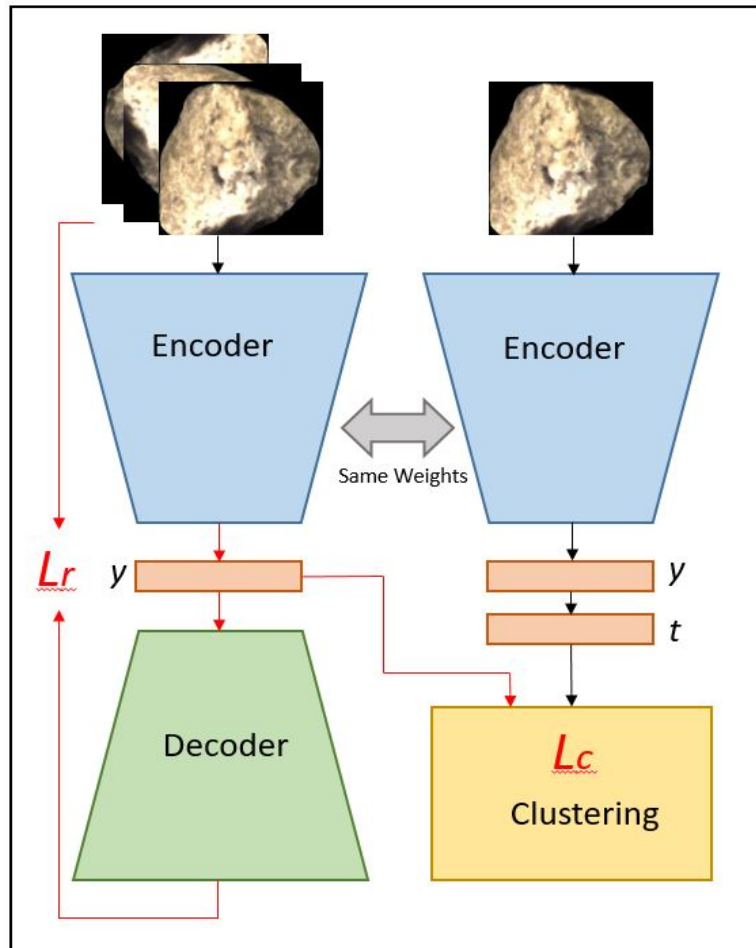 Encoder
Encoder
Same Weights
Lr
y
y
t
Decoder
Lc
Clustering